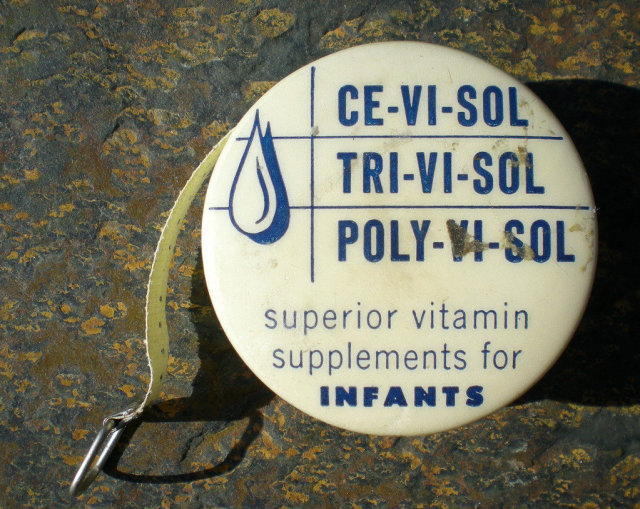 CE-VI-SOL
TRI-VI-SOL
POLY-VI-SOL
superior vitamin
supplements for
INFANTS